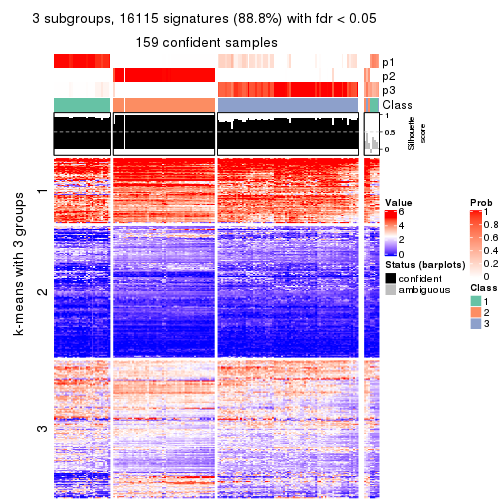 3 subgroups, 16115 signatures (88.8%) with fdr < 0.05
159 confident samples
p1
p2
p3
Class
1
0.5
0
Silhouette
score
k-means with 3 groups
1
2
3
Value
6
4
2
0
Status (barplots)
confident
ambiguous
Prob
1
0.8
0.6
0.4
0.2
0
Class
1
2
3